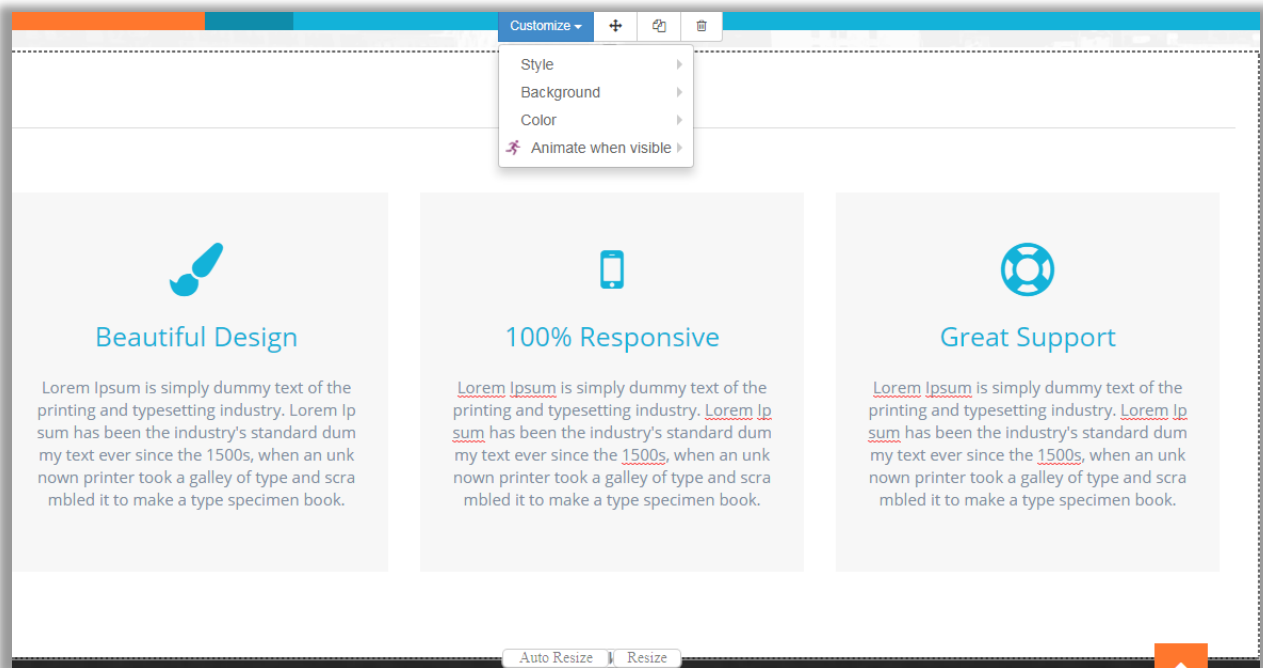 Customize
Style
Background
Color
Animate when visible
Beautiful Design
Lorem Ipsum is simply dummy text of the
printing and typesetting industry. Lorem Ip
sum has been the industry's standard dum
my text ever since the 1500s, when an unk
nown printer took a galley of type and scra
mbled it to make a type specimen book.
100% Responsive
Lorem Ipsum is simply dummy text of the
printing and typesetting industry. Lorem Ip
sum has been the industry's standard dum
my text ever since the 1500s, when an unk
nown printer took a galley of type and scra
mbled it to make a type specimen book.
Great Support
Lorem Ipsum is simply dummy text of the
printing and typesetting industry. Lorem Ip
sum has been the industry's standard dum
my text ever since the 1500s, when an unk
nown printer took a galley of type and scra
mbled it to make a type specimen book.
Auto Resize Resize